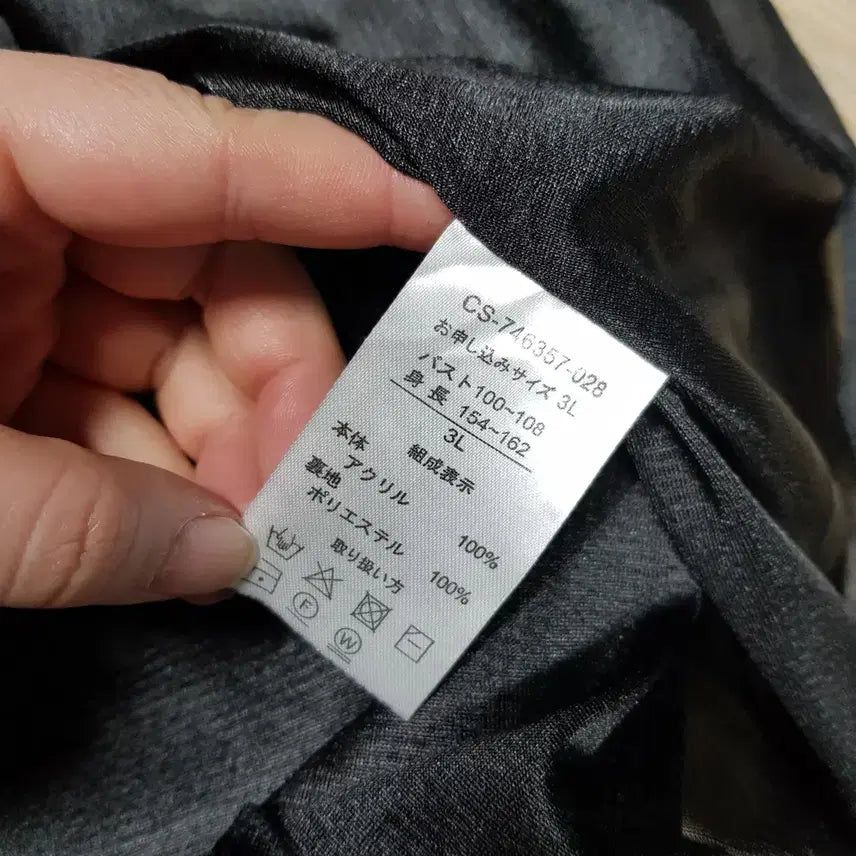 CS-746357-028
お申し込みサイズ 3L
バスト100~108
身長 154~162
3L
組成表示
本体
アクリル 100%
裏地
ポリエステル 100%
取り扱い方
F
W